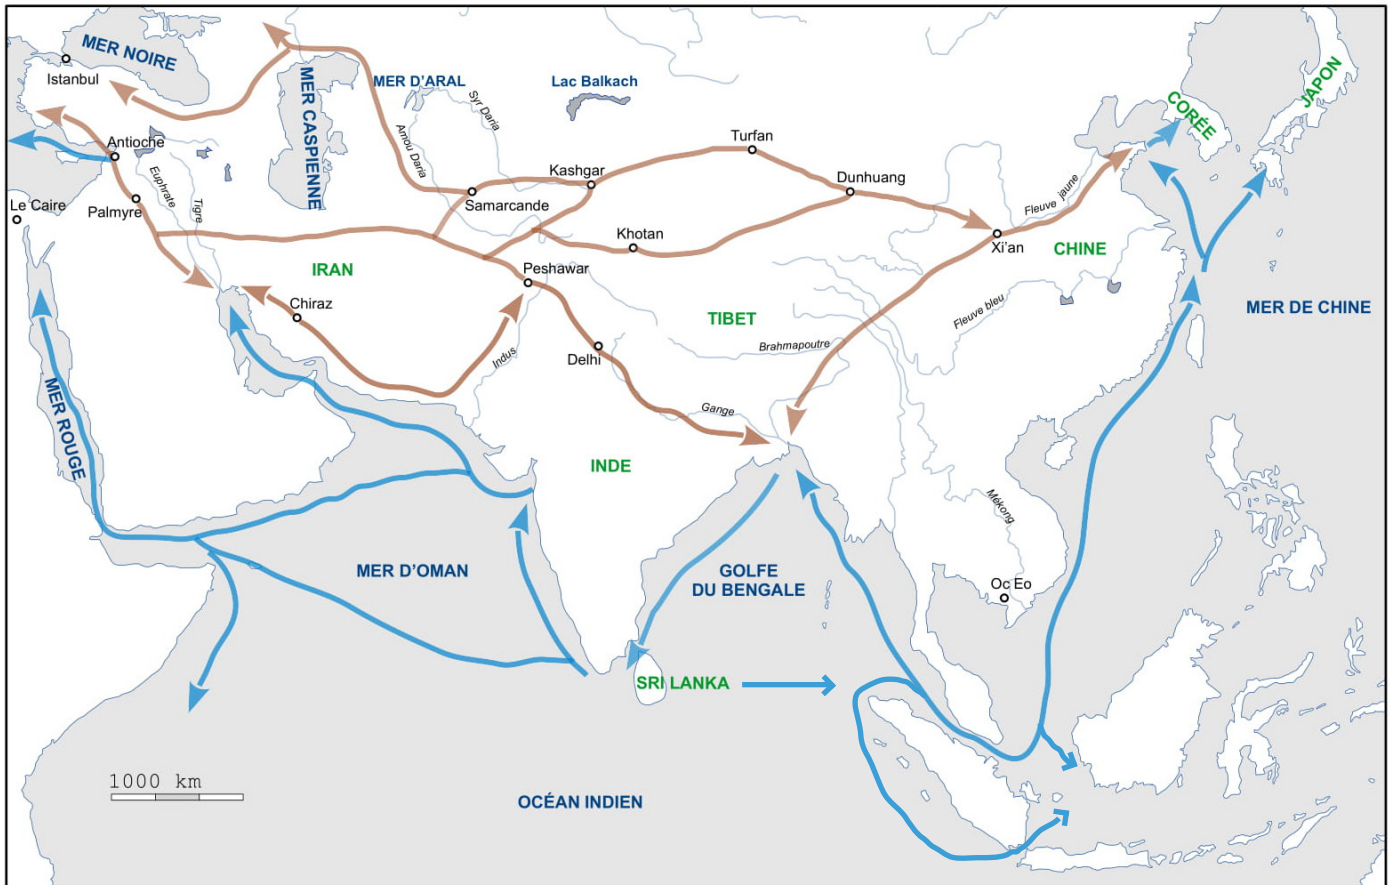 MER NOIRE
Istanbul
MER CASPIENNE
MER D'ARAL
Syr Daria
Amou Daria
Lac Balkach
JAPON
CORÉE
Antioche
Turfan
Kashgar
Dunhuang
Euphrate
Tigre
Samarcande
Fleuve jaune
Le Caire
Palmyre
Khotan
Xi'an
CHINE
IRAN
Peshawar
Chiraz
TIBET
Fleuve bleu
MER DE CHINE
Brahmapoutre
Indus
Delhi
MER ROUGE
Gange
INDE
Mékong
MER D'OMAN
GOLFE
DU BENGALE
Oc Eo
SRI LANKA
1000 km
OCÉAN INDIEN